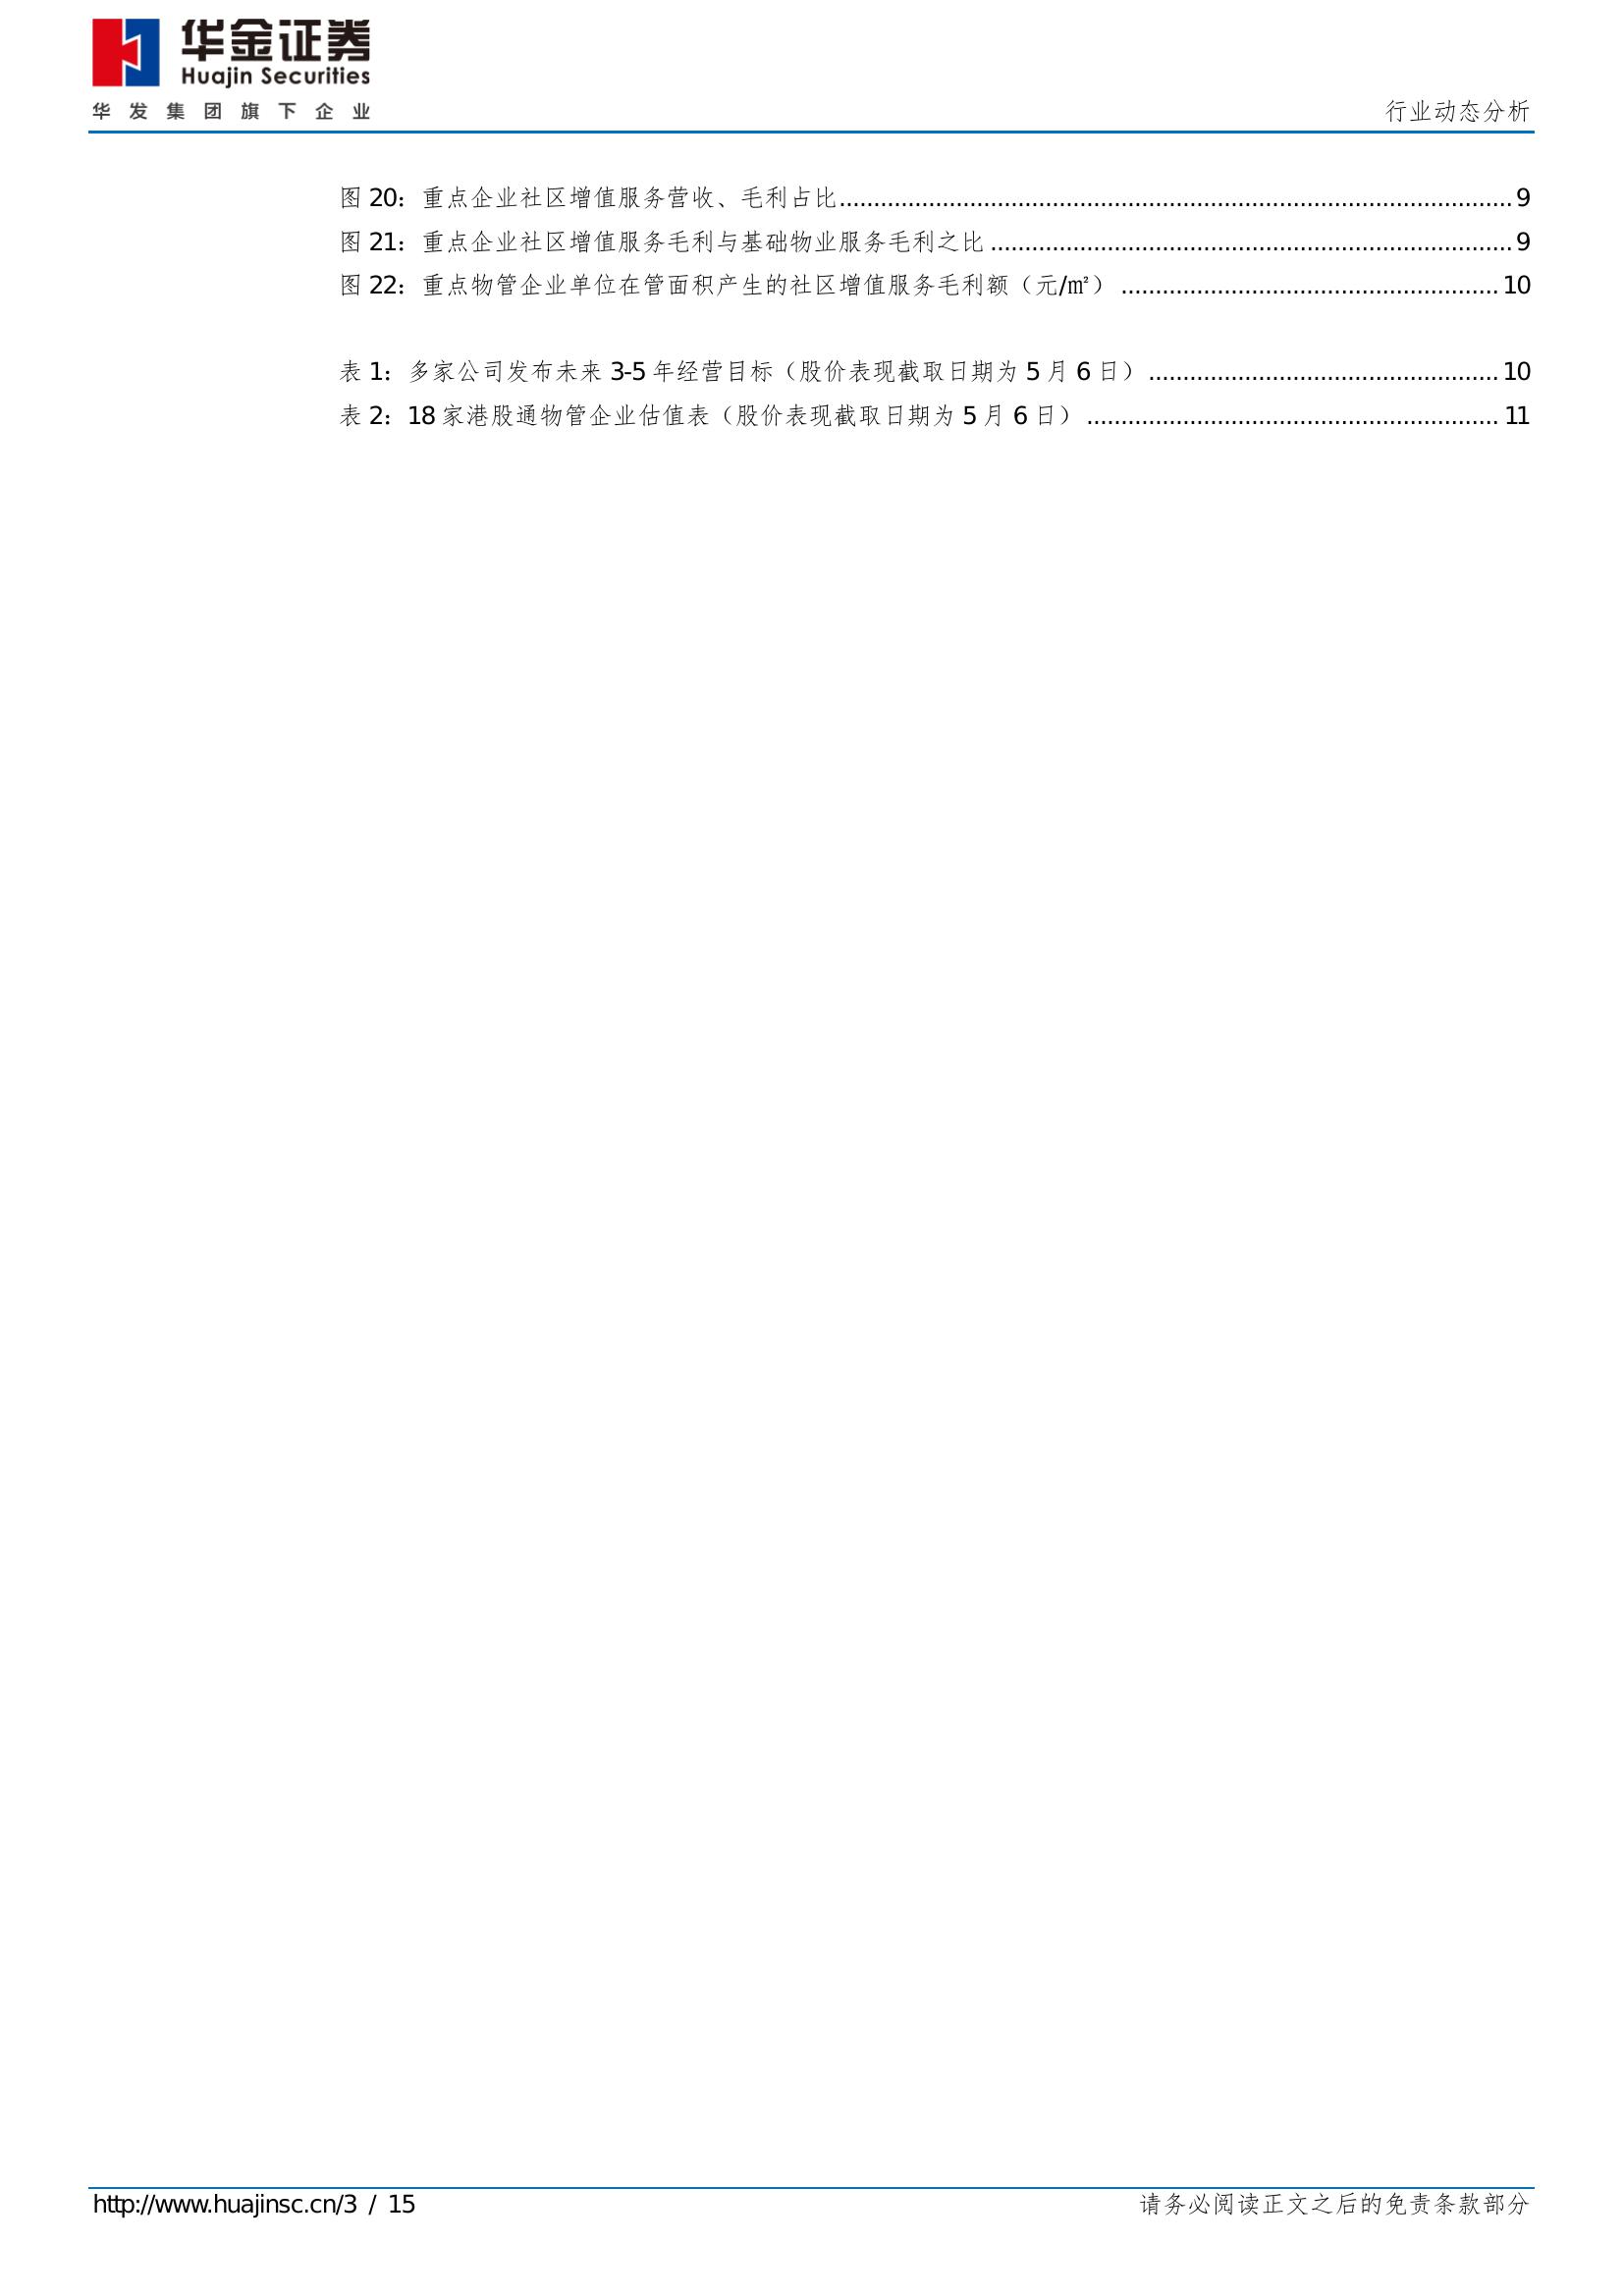 华金证券
Huajin Securities
华发集团旗下企业
行业动态分析
图 20：重点企业社区增值服务营收、毛利占比..........................................................................................9
图 21：重点企业社区增值服务毛利与基础物业服务毛利之比......................................................................9
图 22：重点物管企业单位在管面积产生的社区增值服务毛利额（元/㎡）..................................................10
表 1：多家公司发布未来 3-5 年经营目标（股价表现截取日期为 5 月 6 日）..............................................10
表 2：18 家港股通物管企业估值表（股价表现截取日期为 5 月 6 日）......................................................11
http://www.huajinsc.cn/3 / 15
请务必阅读正文之后的免责条款部分